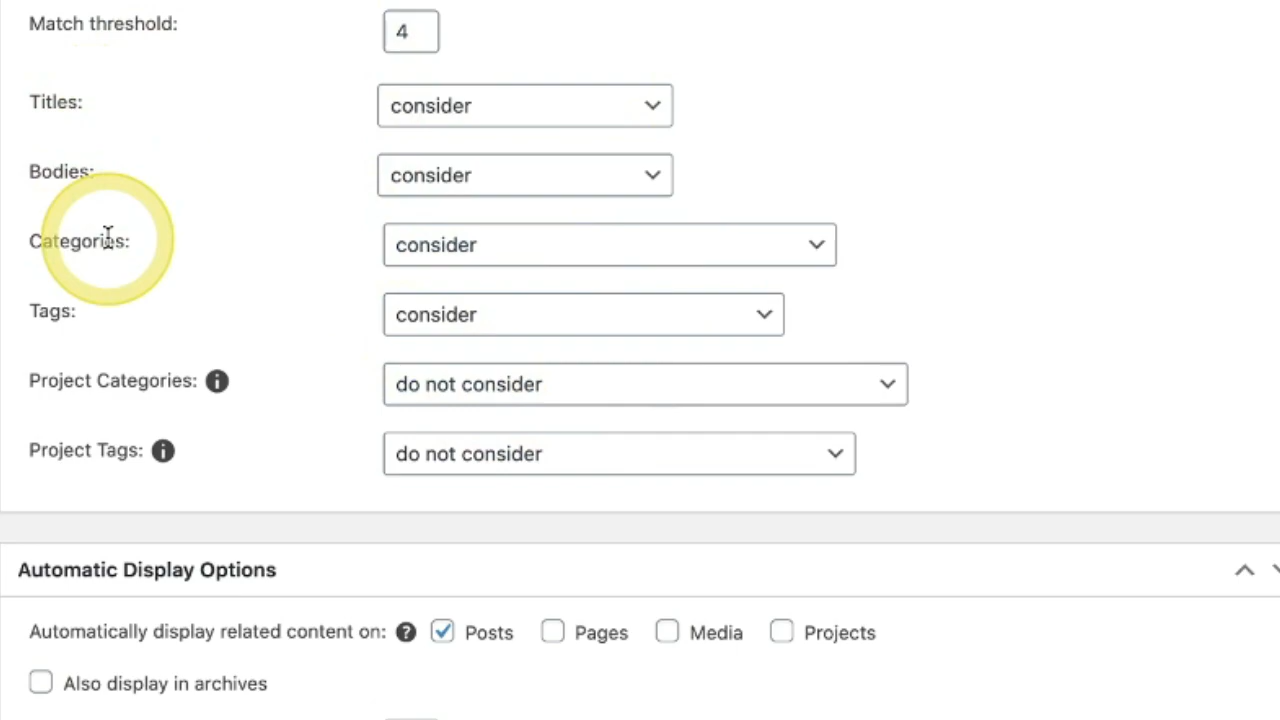 Match threshold: 4
Titles: consider
Bodies: consider
Categories: consider
Tags: consider
Project Categories: do not consider
Project Tags: do not consider
Automatic Display Options
Automatically display related content on: Posts Pages Media Projects
Also display in archives